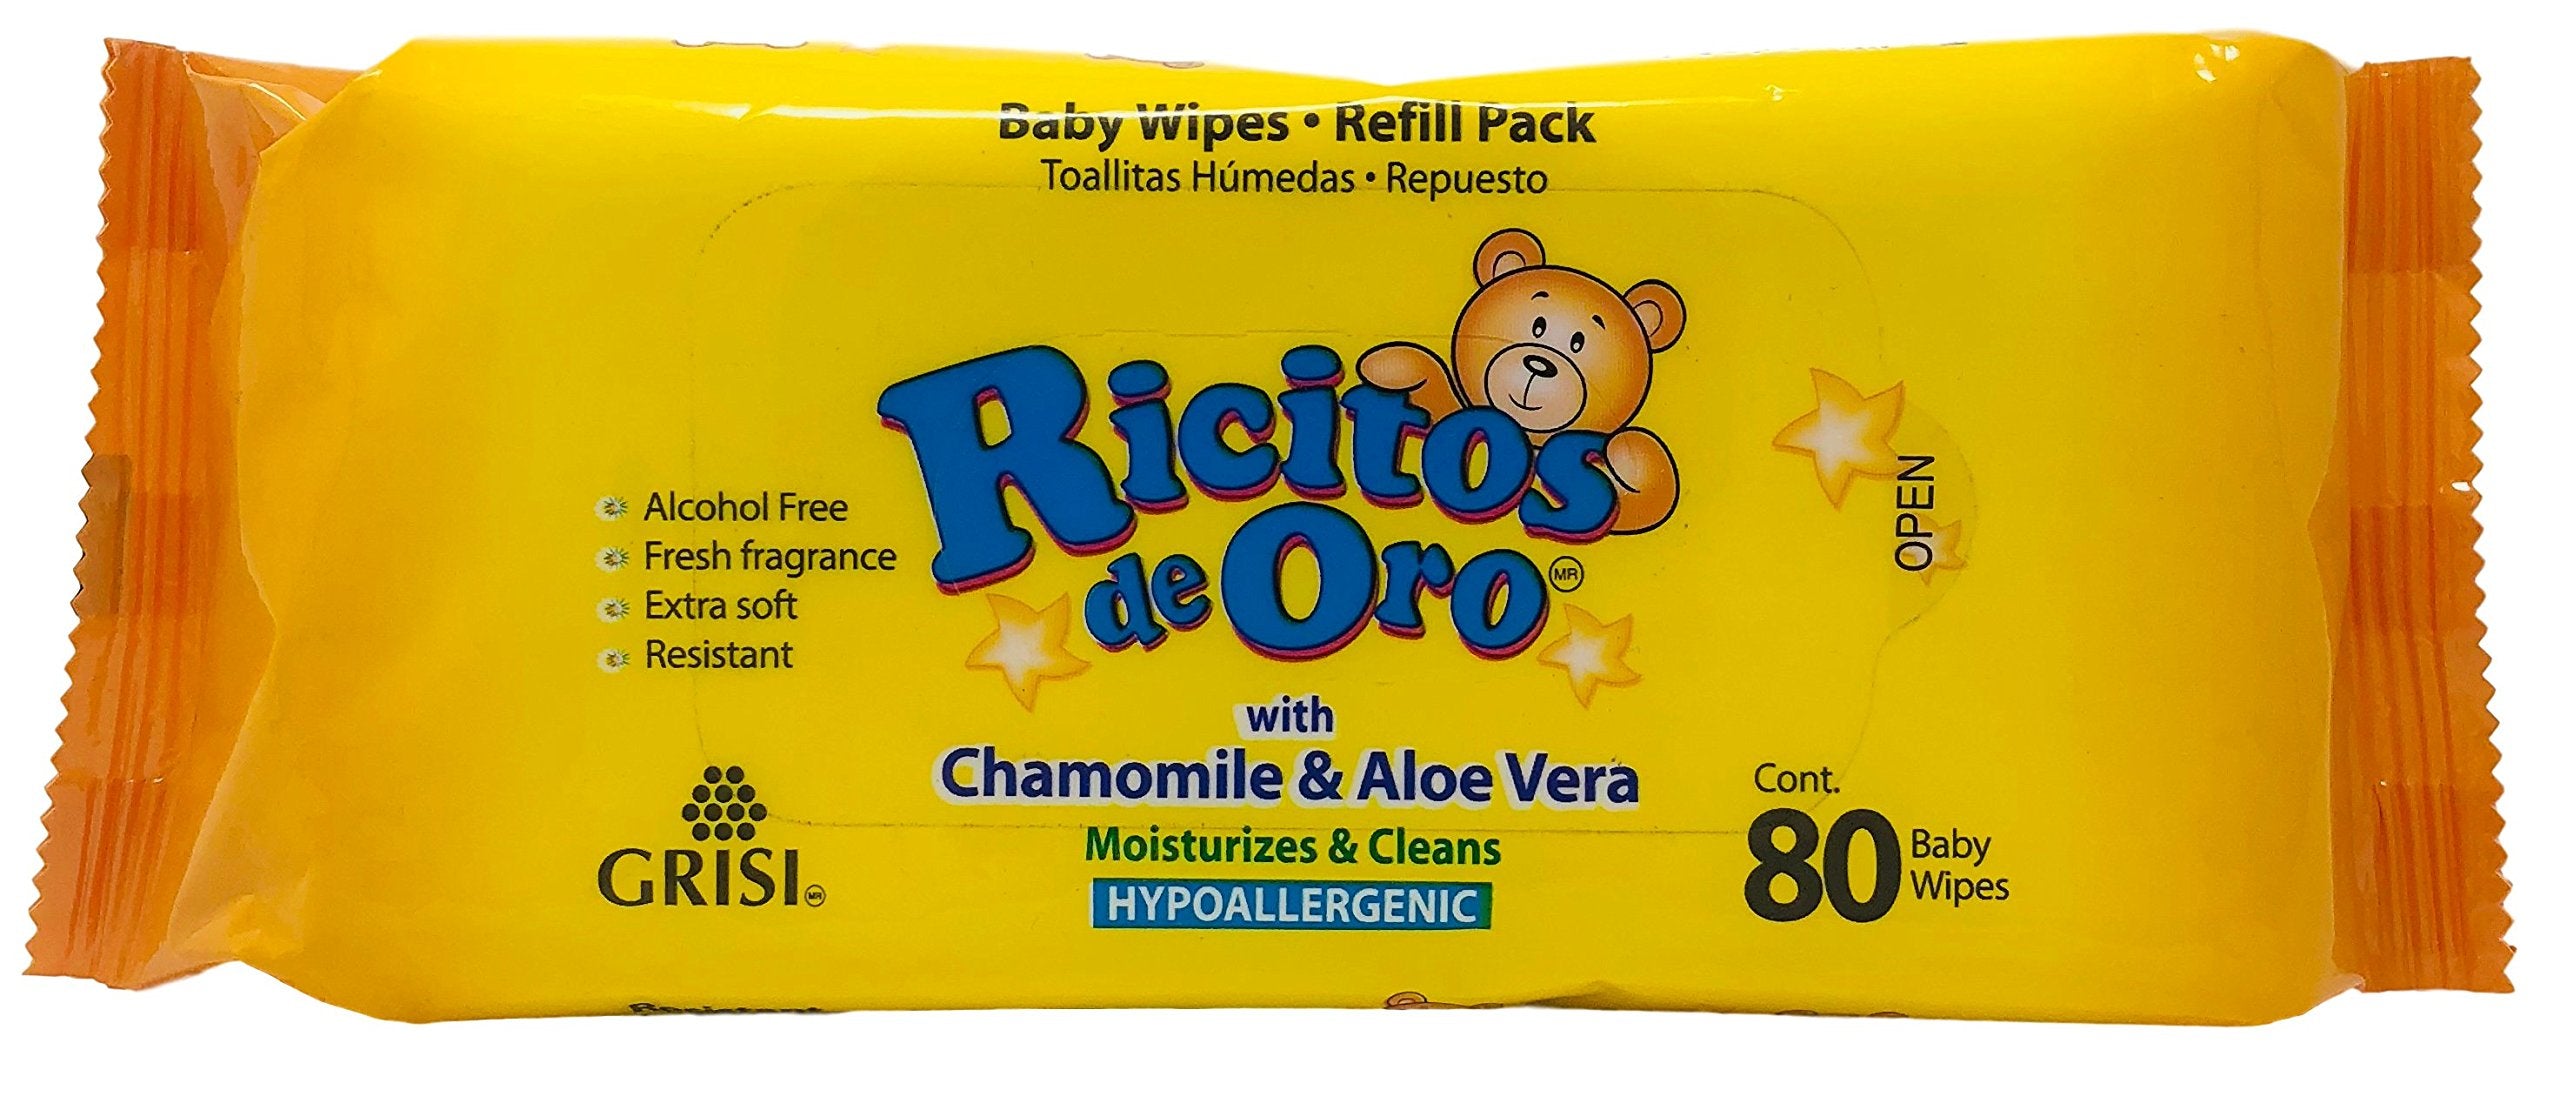 Baby Wipes • Refill Pack
Toallitas Húmedas • Repuesto
Ricitos
de Oro MR
OPEN
Alcohol Free
Fresh fragrance
Extra soft
Resistant
with
Chamomile & Aloe Vera
Moisturizes & Cleans
HYPOALLERGENIC
GRISI MR
Cont.
80 Baby
Wipes